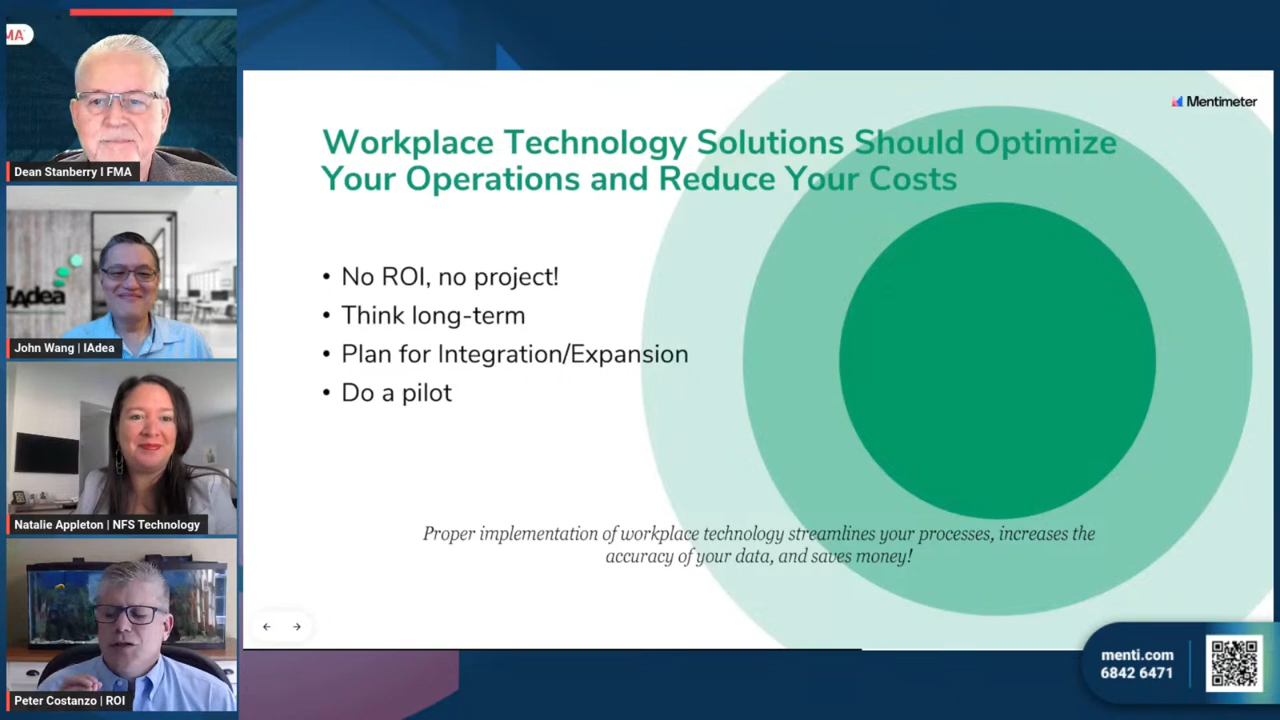 MA
Dean Stanberry I FMA
IAdea
John Wang | IAdea
Natalie Appleton | NFS Technology
Peter Costanzo | ROI
Mentimeter
Workplace Technology Solutions Should Optimize
Your Operations and Reduce Your Costs
• No ROI, no project!
• Think long-term
• Plan for Integration/Expansion
• Do a pilot
Proper implementation of workplace technology streamlines your processes, increases the
accuracy of your data, and saves money!
menti.com
6842 6471